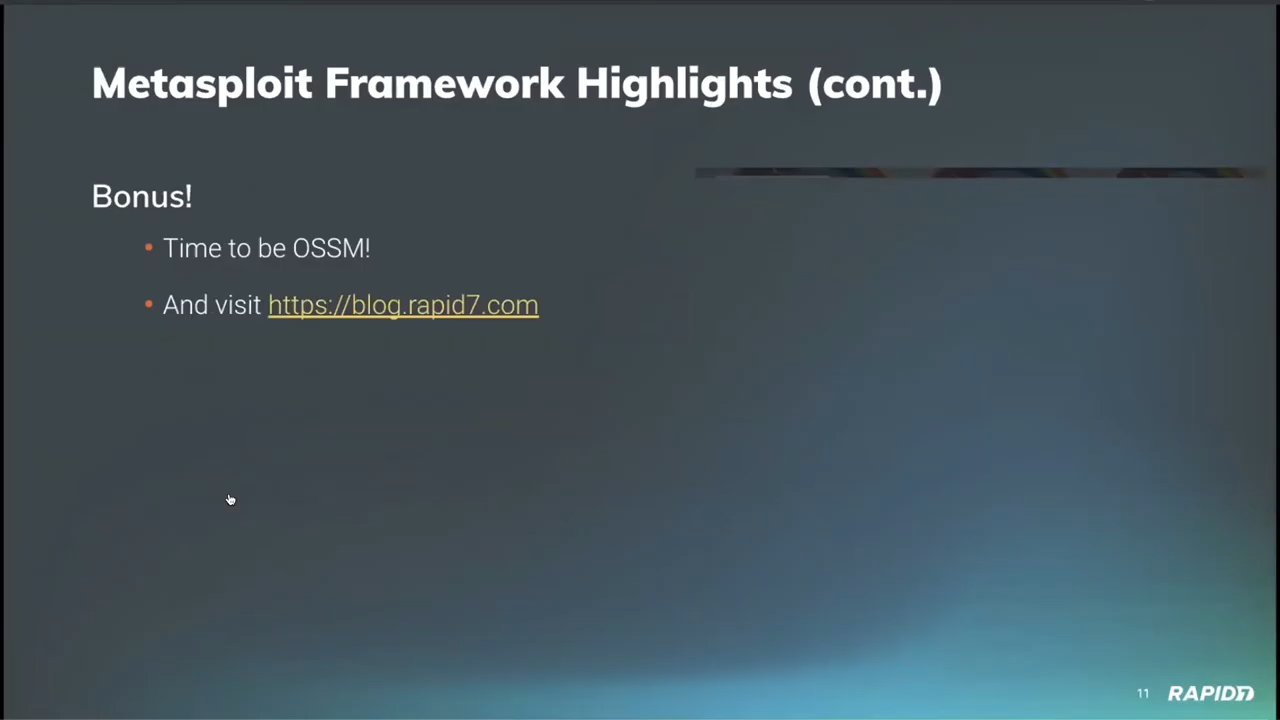 Metasploit Framework Highlights (cont.)
Bonus!
• Time to be OSSM!
• And visit https://blog.rapid7.com
11 RAPID7